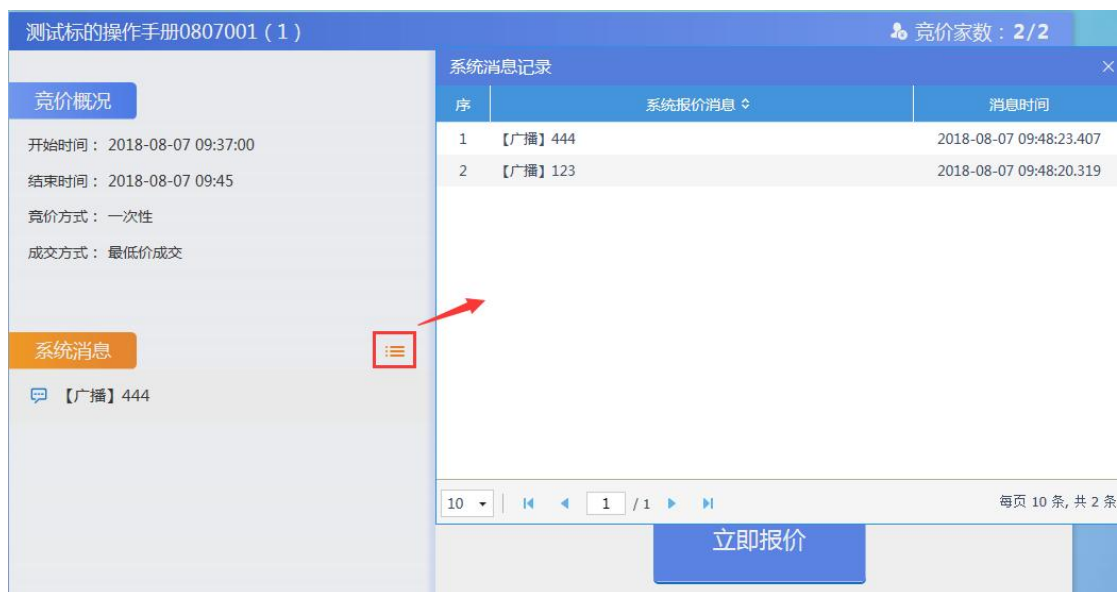 测试标的操作手册0807001（1）
竞价家数：2/2
竞价概况
开始时间： 2018-08-07 09:37:00
结束时间： 2018-08-07 09:45
竞价方式： 一次性
成交方式： 最低价成交
系统消息
【广播】444
系统消息记录
序 系统报价消息 消息时间
1 【广播】444 2018-08-07 09:48:23.407
2 【广播】123 2018-08-07 09:48:20.319
10 1 / 1 每页 10 条, 共 2 条
立即报价